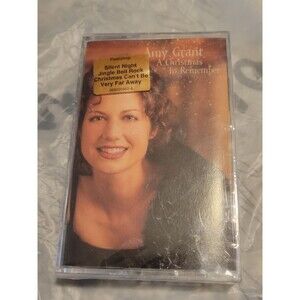 Amy Grant
A Christmas
To Remember
Featuring
Silent Night
Jingle Bell Rock
Christmas Can't Be
Very Far Away